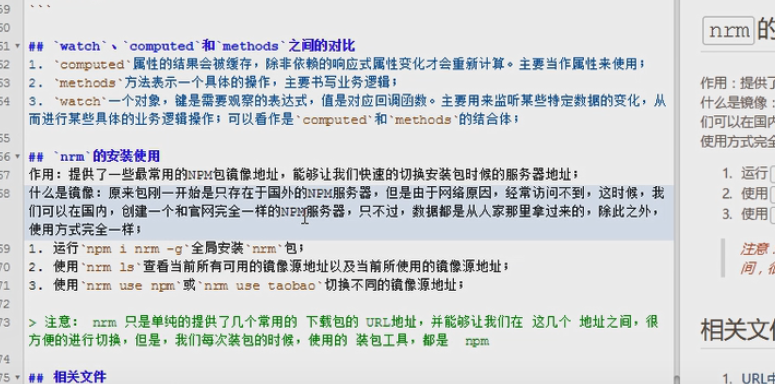 59 ```
60
61 ## `watch`、`computed`和`methods`之间的对比
62 1. `computed`属性的结果会被缓存，除非依赖的响应式属性变化才会重新计算。主要当作属性来使用；
63 2. `methods`方法表示一个具体的操作，主要书写业务逻辑；
64 3. `watch`一个对象，键是需要观察的表达式，值是对应回调函数。主要用来监听某些特定数据的变化，从
而进行某些具体的业务逻辑操作；可以看作是`computed`和`methods`的结合体；
65
66 ## `nrm`的安装使用
67 作用：提供了一些最常用的NPM包镜像地址，能够让我们快速的切换安装包时候的服务器地址；
68 什么是镜像：原来包刚一开始是只存在于国外的NPM服务器，但是由于网络原因，经常访问不到，这时候，我
们可以在国内，创建一个和官网完全一样的NPM服务器，只不过，数据都是从人家那里拿过来的，除此之外，
使用方式完全一样；
69 1. 运行`npm i nrm -g`全局安装`nrm`包；
70 2. 使用`nrm ls`查看当前所有可用的镜像源地址以及当前所使用的镜像源地址；
71 3. 使用`nrm use npm`或`nrm use taobao`切换不同的镜像源地址；
72
73 > 注意： nrm 只是单纯的提供了几个常用的 下载包的 URL地址，并能够让我们在 这几个 地址之间，很
方便的进行切换，但是，我们每次装包的时候，使用的 装包工具，都是 npm
74
75 ## 相关文件
nrm 的
作用：提供了
什么是镜像：
们可以在国内
使用方式完全
1. 运行
2. 使用
3. 使用
注意：
间，很
相关文件
1. URL中